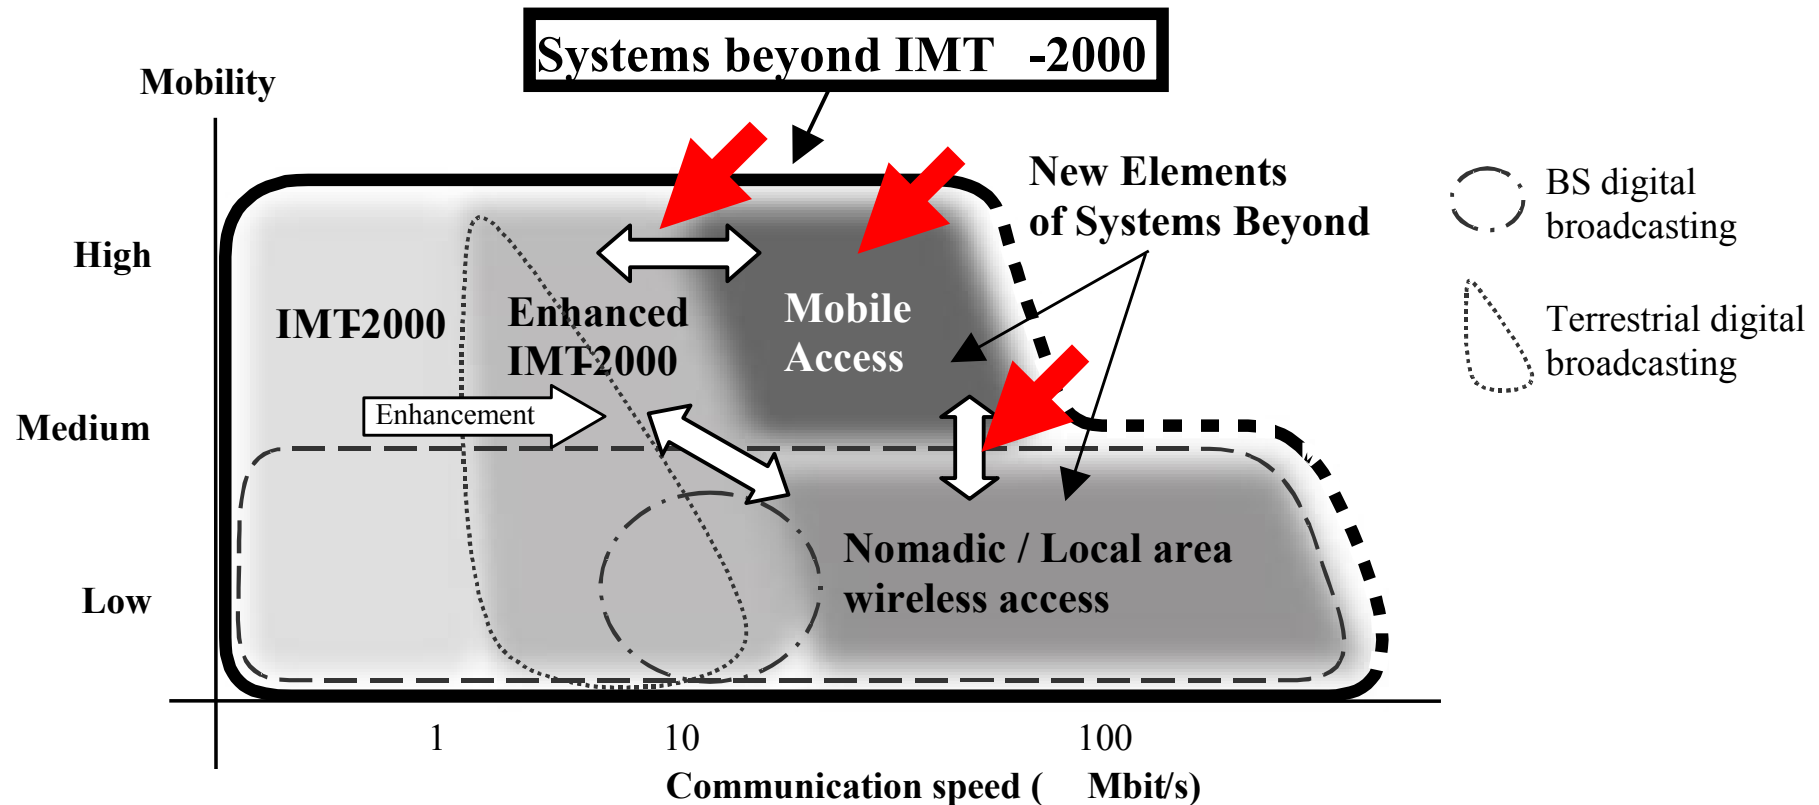 Systems beyond IMT -2000
Mobility
New Elements
of Systems Beyond
BS digital
broadcasting
High
IMT-2000
Enhanced
IMT-2000
Mobile
Access
Terrestrial digital
broadcasting
Enhancement
Medium
Nomadic / Local area
wireless access
Low
1
10
100
Communication speed ( Mbit/s)